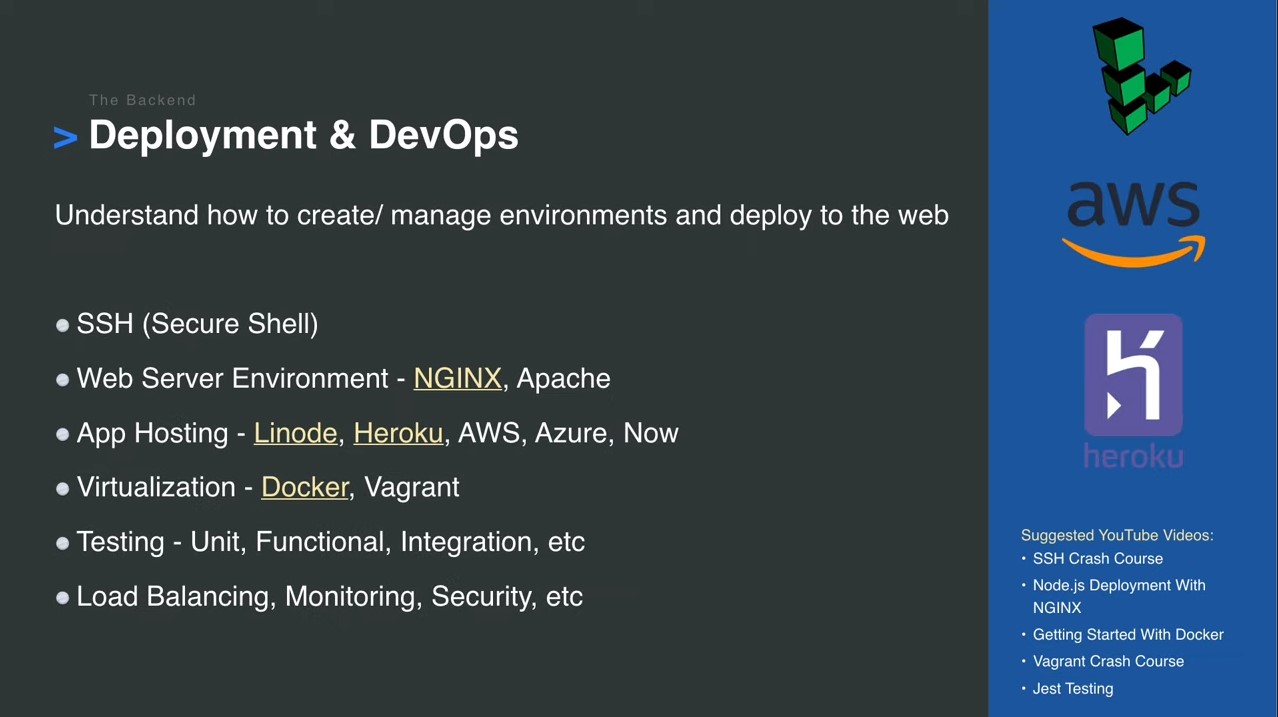 The Backend
> Deployment & DevOps
Understand how to create/ manage environments and deploy to the web
• SSH (Secure Shell)
• Web Server Environment - NGINX, Apache
• App Hosting - Linode, Heroku, AWS, Azure, Now
• Virtualization - Docker, Vagrant
• Testing - Unit, Functional, Integration, etc
• Load Balancing, Monitoring, Security, etc
aws
heroku
Suggested YouTube Videos:
• SSH Crash Course
• Node.js Deployment With
NGINX
• Getting Started With Docker
• Vagrant Crash Course
• Jest Testing